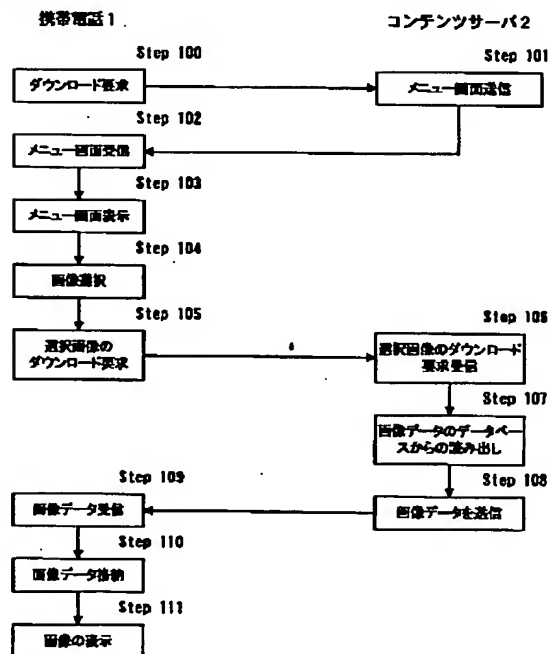 携帯電話1
コンテンツサーバ2
Step 100
Step 101
ダウンロード要求
メニュー画面送信
Step 102
メニュー画面受信
Step 103
メニュー画面表示
Step 104
画像選択
Step 105
選択画像の
ダウンロード要求
Step 106
選択画像のダウンロード
要求受信
Step 107
画像データのデータベー
スからの読み出し
Step 108
画像データを送信
Step 109
画像データ受信
Step 110
画像データ格納
Step 111
画像の表示